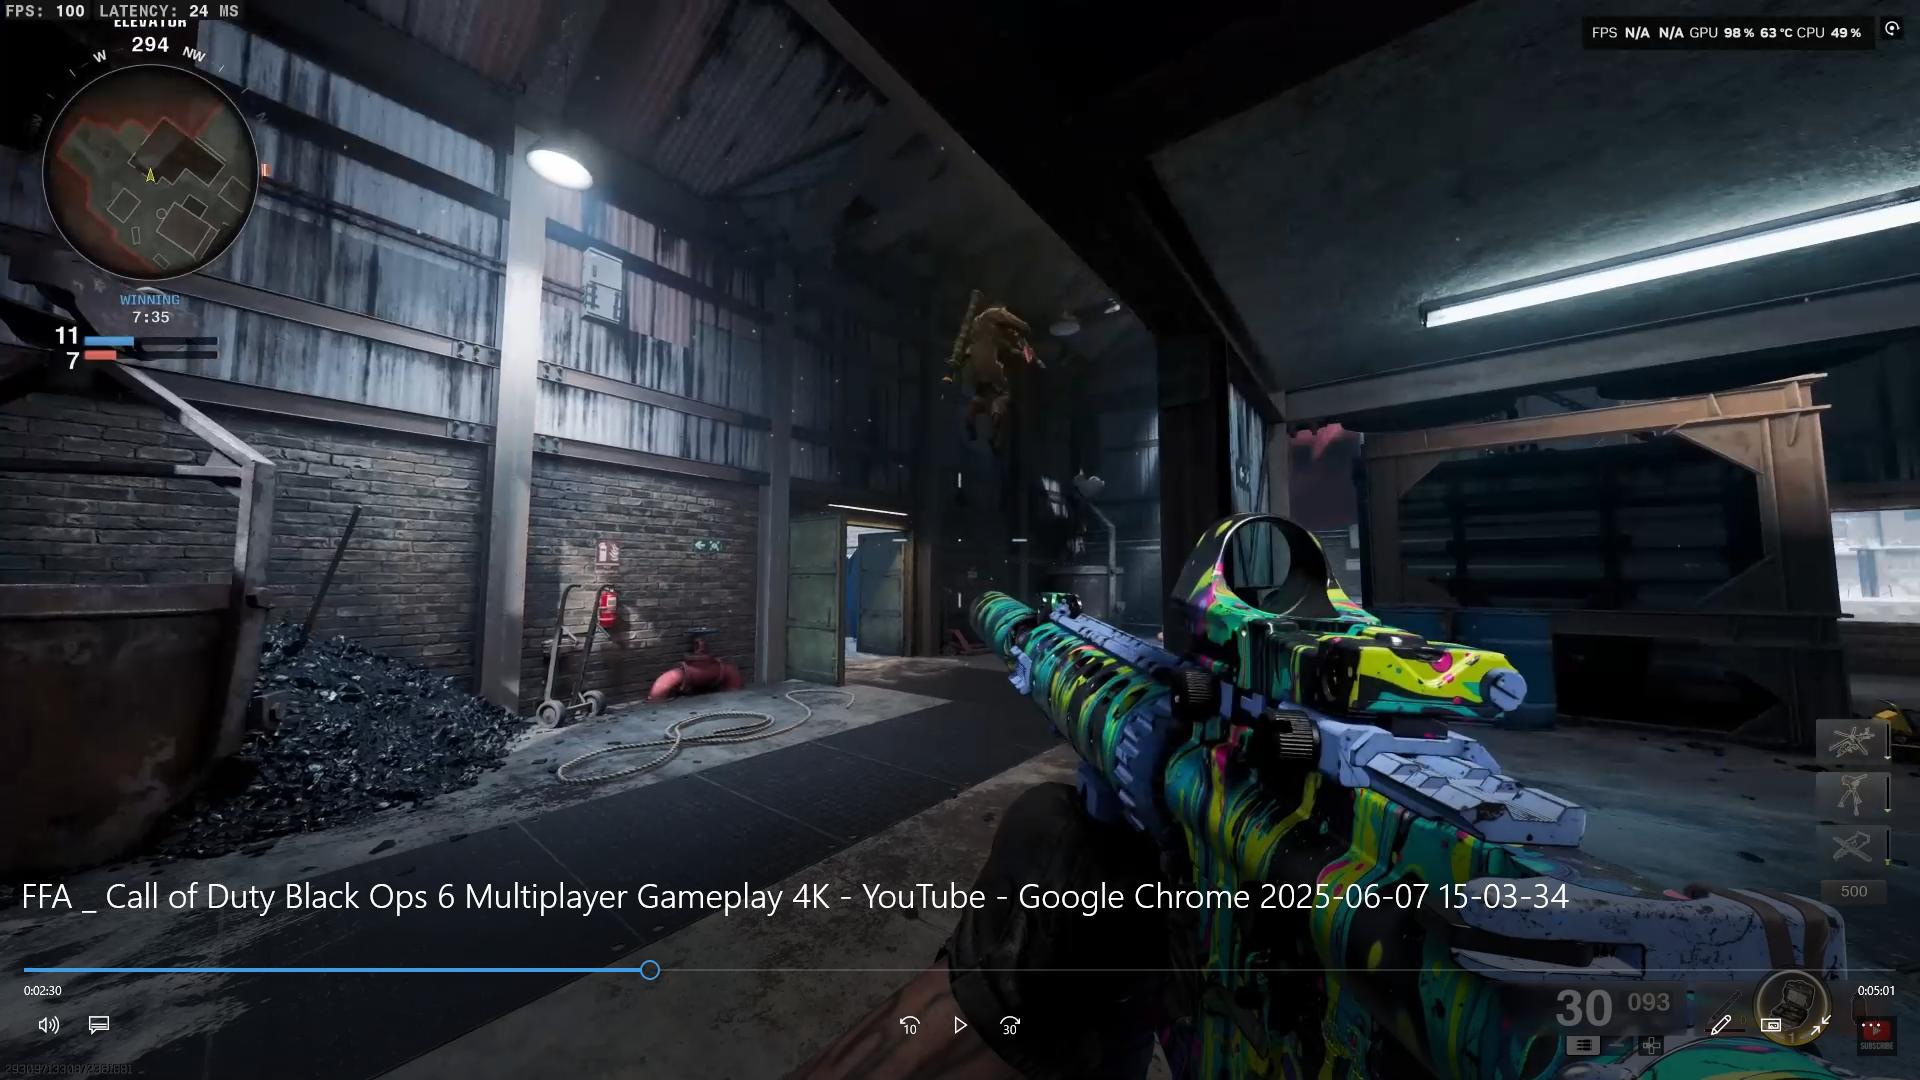 FPS: 100 LATENCY: 24 MS
ELEVATOR
294
W NW
FPS N/A N/A GPU 98% 63°C CPU 49%
WINNING
7:35
11
7
500
FFA _ Call of Duty Black Ops 6 Multiplayer Gameplay 4K - YouTube - Google Chrome 2025-06-07 15-03-34
0:02:30
0:05:01
30 093
10
30
1
SUBSCRIBE